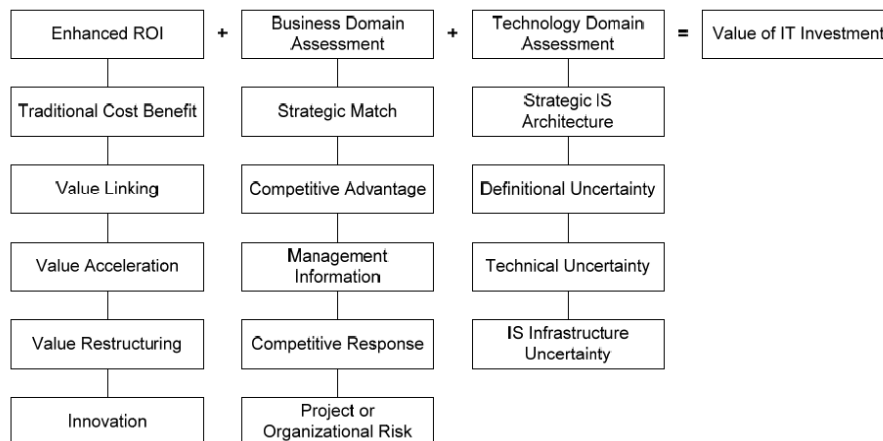 Enhanced ROI
+
Business Domain
Assessment
+
Technology Domain
Assessment
=
Value of IT Investment
Traditional Cost Benefit
Strategic Match
Strategic IS
Architecture
Value Linking
Competitive Advantage
Definitional Uncertainty
Value Acceleration
Management
Information
Technical Uncertainty
Value Restructuring
Competitive Response
IS Infrastructure
Uncertainty
Innovation
Project or
Organizational Risk